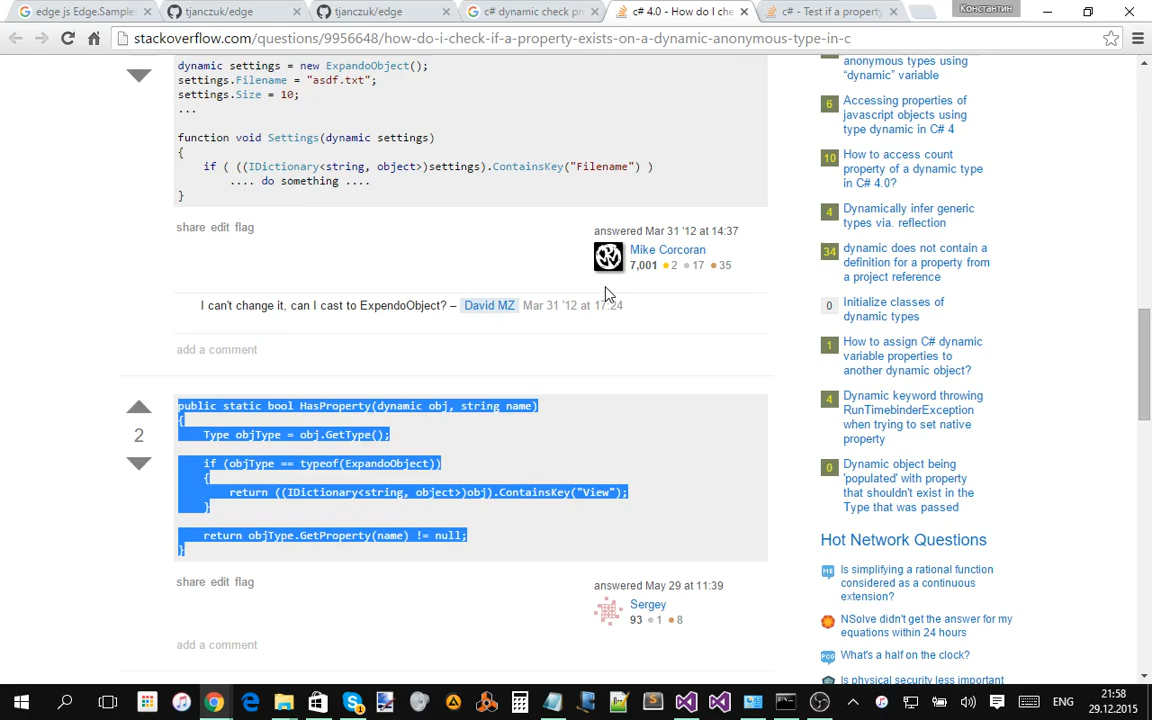 edge js Edge.Sample
tjanczuk/edge
tjanczuk/edge
c# dynamic check pr
c# 4.0 - How do I che
c# - Test if a property
Константин
stackoverflow.com/questions/9956648/how-do-i-check-if-a-property-exists-on-a-dynamic-anonymous-type-in-c
dynamic settings = new ExpandoObject();
settings.Filename = "asdf.txt";
settings.Size = 10;
...
function void Settings(dynamic settings)
{
if ( ((IDictionary<string, object>)settings).ContainsKey("Filename") )
.... do something ....
}
share edit flag
answered Mar 31 '12 at 14:37
Mike Corcoran
7,001 2 17 35
I can't change it, can I cast to ExpendoObject? – David MZ Mar 31 '12 at 17:24
add a comment
2
public static bool HasProperty(dynamic obj, string name)
{
Type objType = obj.GetType();
if (objType == typeof(ExpandoObject))
{
return ((IDictionary<string, object>)obj).ContainsKey("View");
}
return objType.GetProperty(name) != null;
}
share edit flag
answered May 29 at 11:39
Sergey
93 1 8
add a comment
anonymous types using
“dynamic” variable
6
Accessing properties of
javascript objects using
type dynamic in C# 4
10
How to access count
property of a dynamic type
in C# 4.0?
4
Dynamically infer generic
types via. reflection
34
dynamic does not contain a
definition for a property from
a project reference
0
Initialize classes of
dynamic types
1
How to assign C# dynamic
variable properties to
another dynamic object?
4
Dynamic keyword throwing
RunTimebinderException
when trying to set native
property
0
Dynamic object being
'populated' with property
that shouldn't exist in the
Type that was passed
Hot Network Questions
Is simplifying a rational function
considered as a continuous
extension?
NSolve didn't get the answer for my
equations within 24 hours
What's a half on the clock?
Is physical security less important
ENG
21:58
29.12.2015